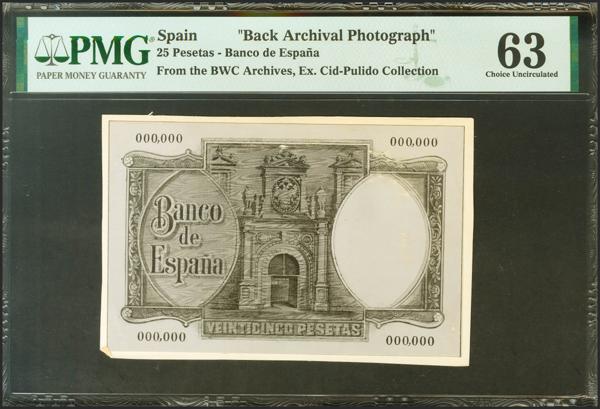 PMG
PAPER MONEY GUARANTY
Spain "Back Archival Photograph"
25 Pesetas - Banco de España
From the BWC Archives, Ex. Cid-Pulido Collection
63
Choice Uncirculated
000,000 000,000
Banco
de
España
VEINTICINCO PESETAS
000,000 000,000